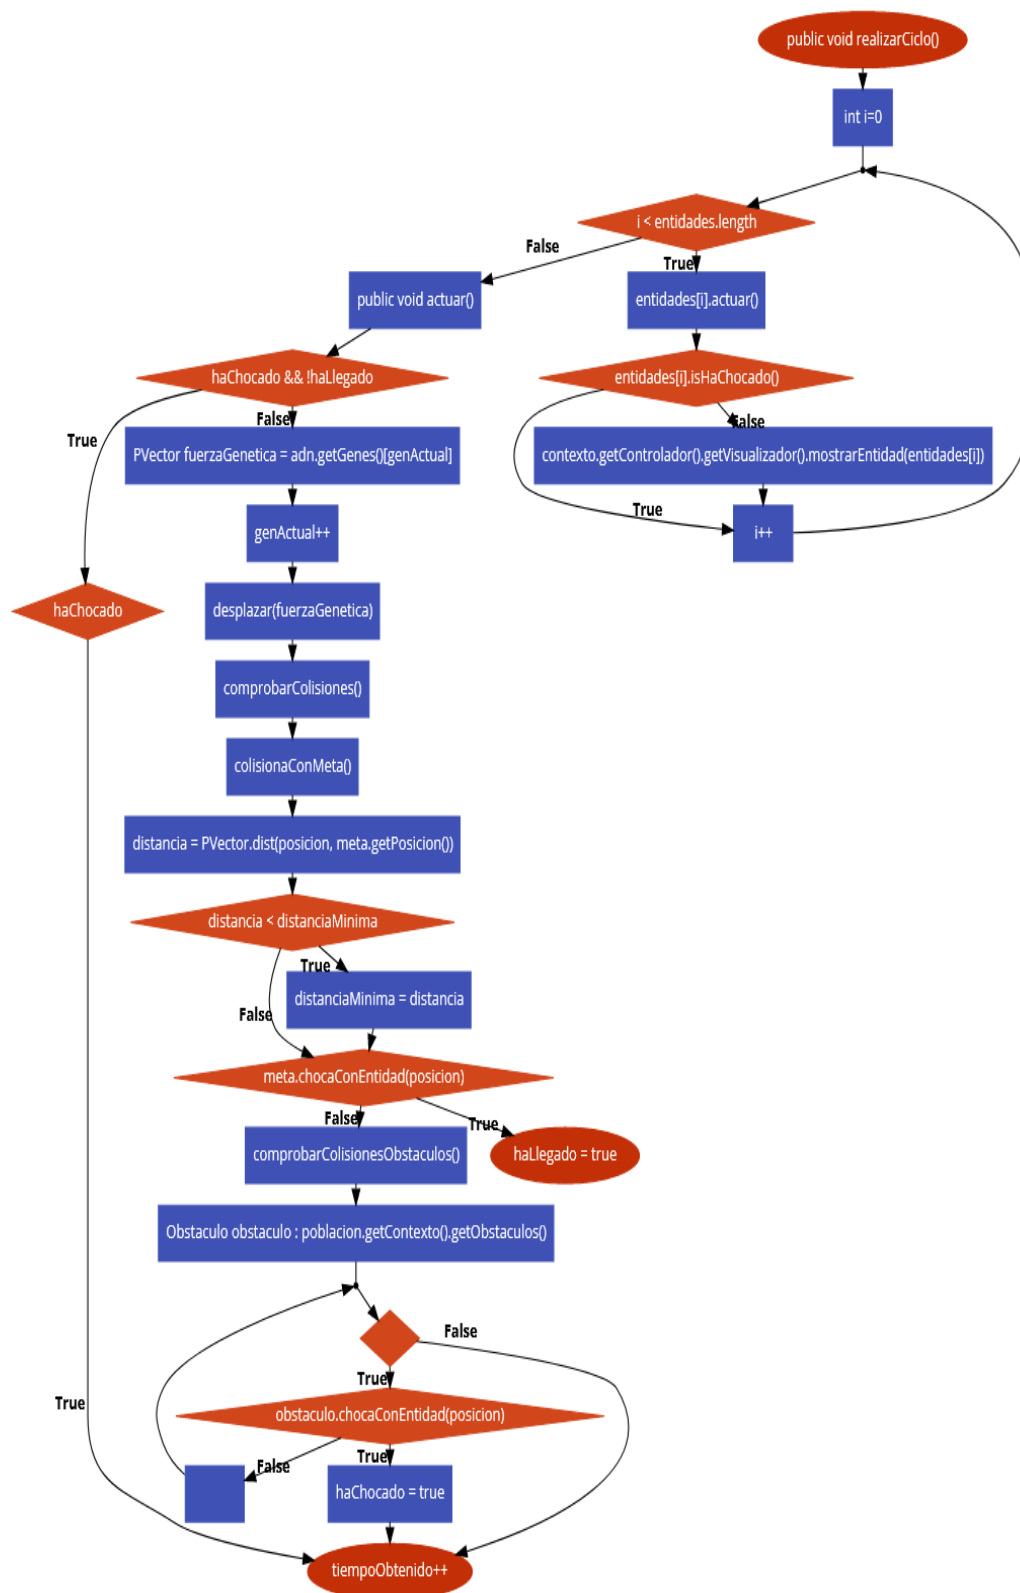 public void realizarCiclo()
int i=0
i < entidades.length
False
True
public void actuar()
entidades[i].actuar()
haChocado && !haLlegado
entidades[i].isHaChocado()
True
False
False
PVector fuerzaGenetica = adn.getGenes()[genActual]
contexto.getControlador().getVisualizador().mostrarEntidad(entidades[i])
True
genActual++
i++
haChocado
desplazar(fuerzaGenetica)
comprobarColisiones()
colisionaConMeta()
distancia = PVector.dist(posicion, meta.getPosicion())
distancia < distanciaMinima
True
False
distanciaMinima = distancia
meta.chocaConEntidad(posicion)
False
True
comprobarColisionesObstaculos()
haLlegado = true
Obstaculo obstaculo : poblacion.getContexto().getObstaculos()
False
True
True
obstaculo.chocaConEntidad(posicion)
False
True
haChocado = true
tiempoObtenido++